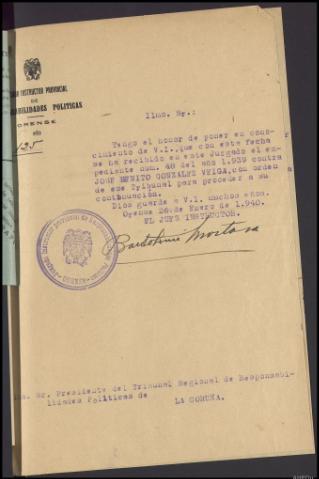 INSTRUCTOR PROVINCIAL
DE
RESPONSABILIDADES POLITICAS
ORENSE
Núm
425
Ilmo. Sr.:
Tengo el honor de poner en cono-
cimiento de V.I., que con esta fecha
se ha recibido en este Juzgado el ex-
pediente num. 48 del año 1.939 contra
JOSE BENITO GONZALEZ VEIGA, con orden
de ese Tribunal para proceder a su
continuación.
Dios guarde a V.I. muchos años.
Orense 26 de Enero de 1.940.
EL JUEZ INSTRUCTOR.
Sr. Presidente del Tribunal Regional de Responsabi-
lidades Politicas de LA CORUÑA.